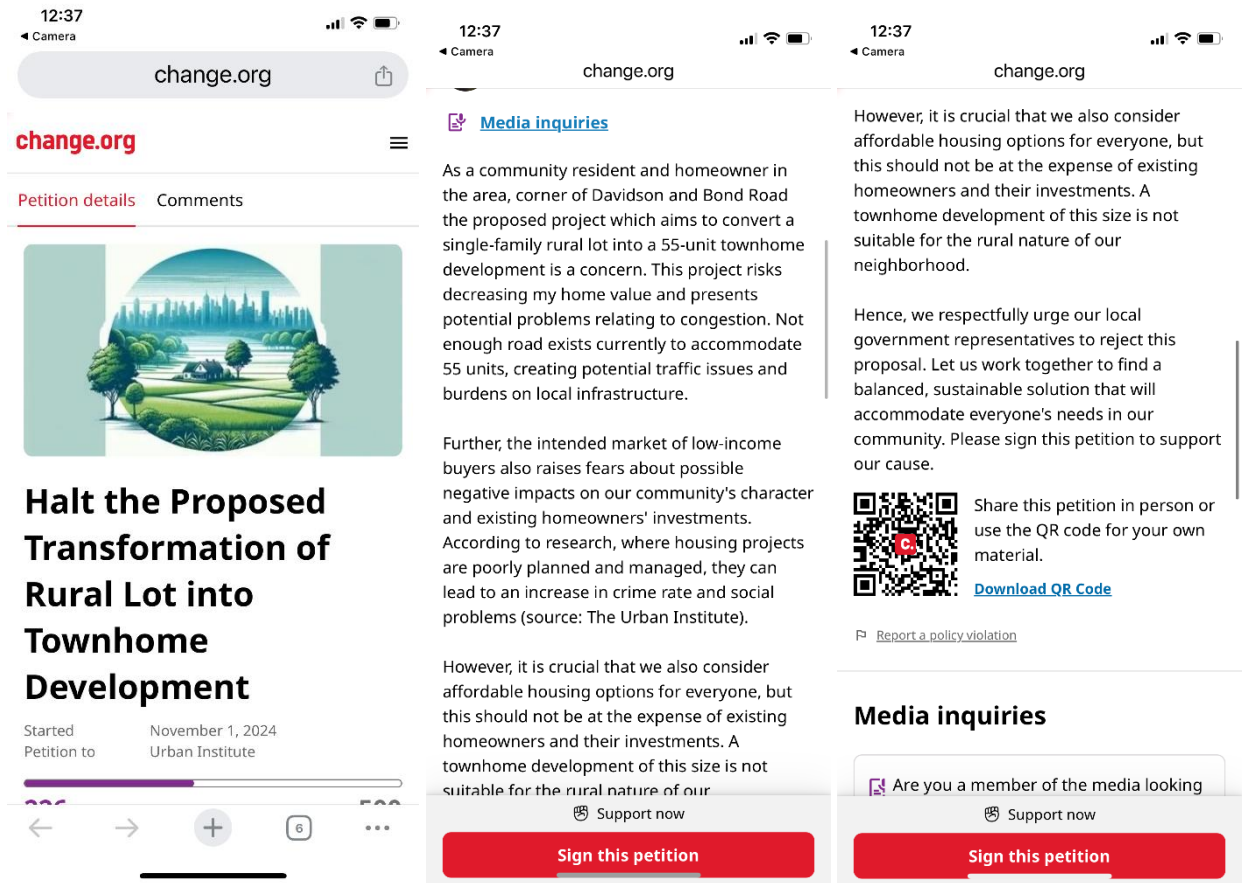 12:37
◀ Camera
change.org
change.org
Petition details Comments
Halt the Proposed
Transformation of
Rural Lot into
Townhome
Development
Started November 1, 2024
Petition to Urban Institute
6
12:37
◀ Camera
change.org
Media inquiries
As a community resident and homeowner in
the area, corner of Davidson and Bond Road
the proposed project which aims to convert a
single-family rural lot into a 55-unit townhome
development is a concern. This project risks
decreasing my home value and presents
potential problems relating to congestion. Not
enough road exists currently to accommodate
55 units, creating potential traffic issues and
burdens on local infrastructure.
Further, the intended market of low-income
buyers also raises fears about possible
negative impacts on our community's character
and existing homeowners' investments.
According to research, where housing projects
are poorly planned and managed, they can
lead to an increase in crime rate and social
problems (source: The Urban Institute).
However, it is crucial that we also consider
affordable housing options for everyone, but
this should not be at the expense of existing
homeowners and their investments. A
townhome development of this size is not
suitable for the rural nature of our
Support now
Sign this petition
12:37
◀ Camera
change.org
However, it is crucial that we also consider
affordable housing options for everyone, but
this should not be at the expense of existing
homeowners and their investments. A
townhome development of this size is not
suitable for the rural nature of our
neighborhood.
Hence, we respectfully urge our local
government representatives to reject this
proposal. Let us work together to find a
balanced, sustainable solution that will
accommodate everyone's needs in our
community. Please sign this petition to support
our cause.
c.
Share this petition in person or
use the QR code for your own
material.
Download QR Code
Report a policy violation
Media inquiries
Are you a member of the media looking
Support now
Sign this petition